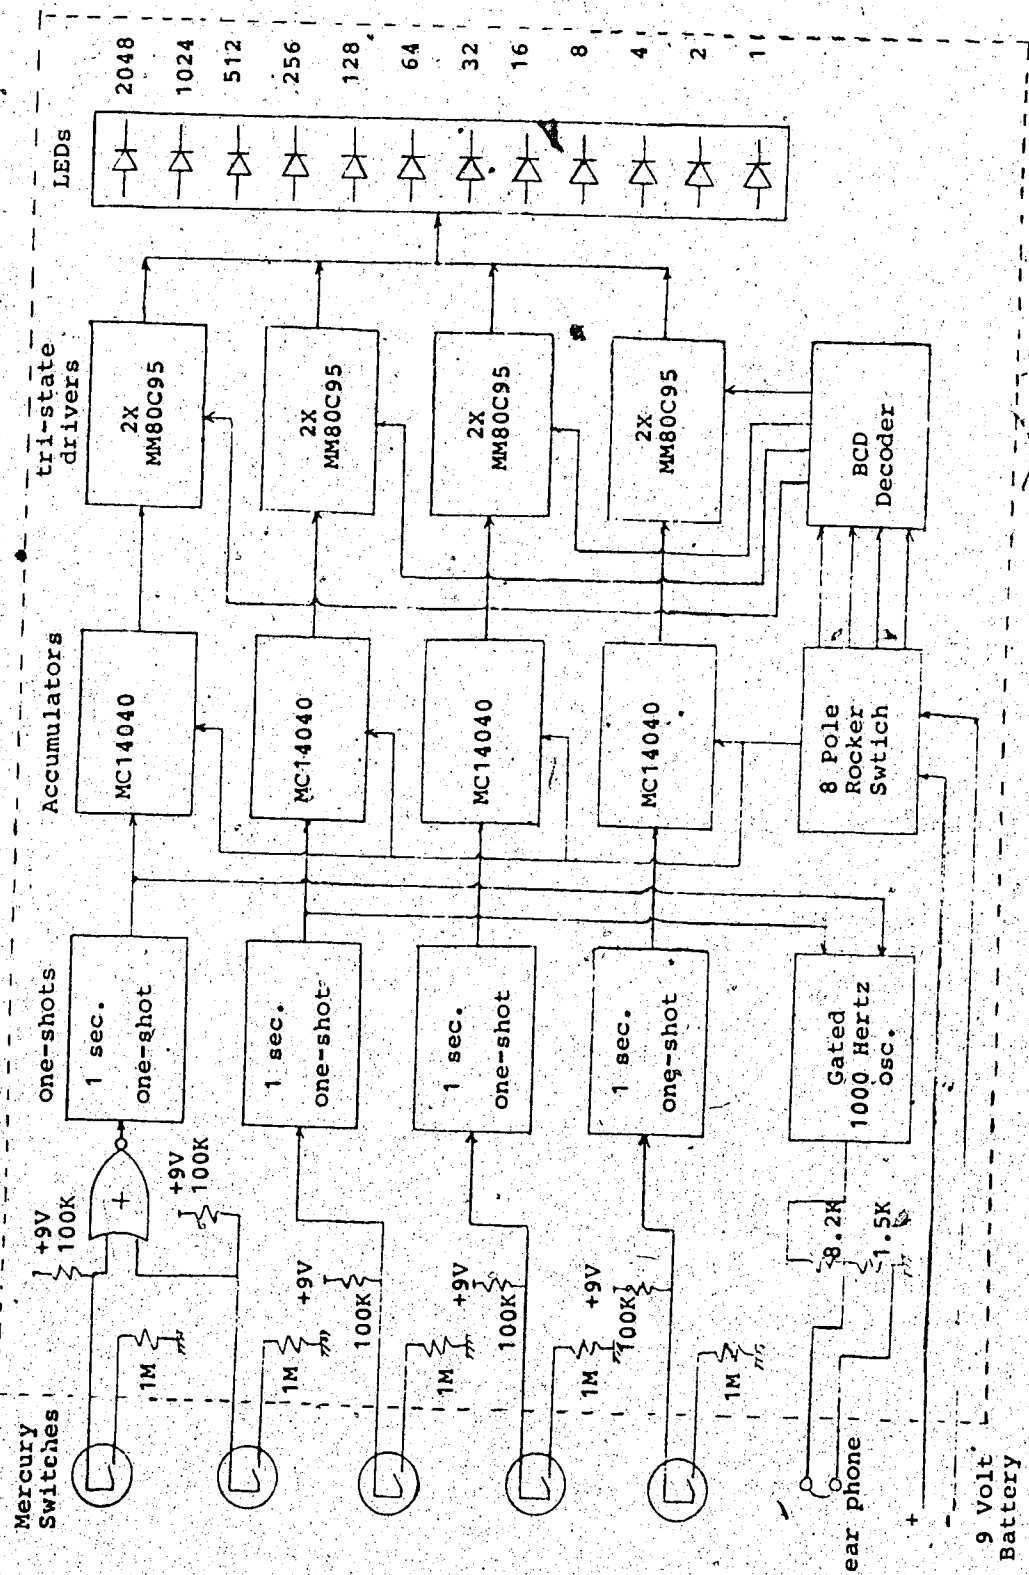 Mercury
Switches
one-shots
Accumulators
tri-state
drivers
LEDs
+9V
100K
1M
+9V
100K
1 sec.
one-shot
MC14040
2X
MM80C95
2048
1024
512
256
128
64
32
16
8
4
2
1
1M
+9V
100K
1 sec.
one-shot
MC14040
2X
MM80C95
1M
+9V
100K
1 sec.
one-shot
MC14040
2X
MM80C95
1M
+9V
100K
1 sec.
one-shot
MC14040
2X
MM80C95
1M
ear phone
8.2K
1.5K
Gated
1000 Hertz
osc.
8 Pole
Rocker
Swtich
BCD
Decoder
+
-
9 Volt
Battery